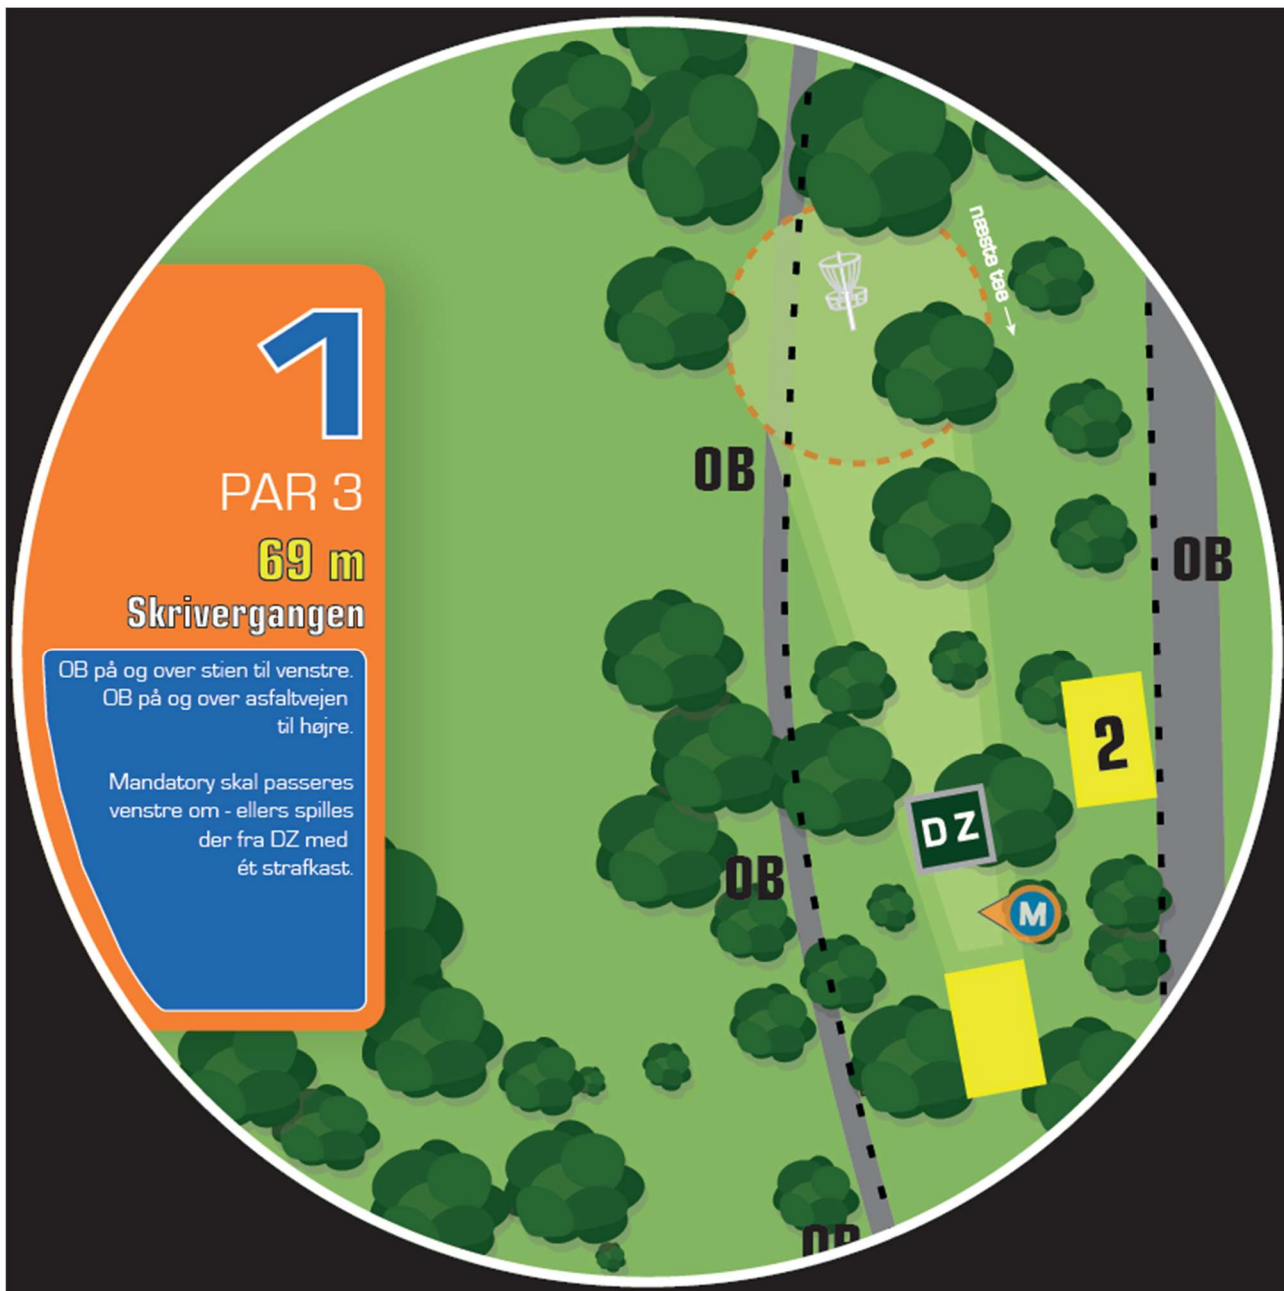 1
PAR 3
69 m
Skrivergangen
OB på og over stien til venstre.
OB på og over asfaltvejen
til højre.
Mandatory skal passeres
venstre om - ellers spilles
der fra DZ med
ét strafkast.
næste tee →
OB
OB
2
DZ
OB
M
OB